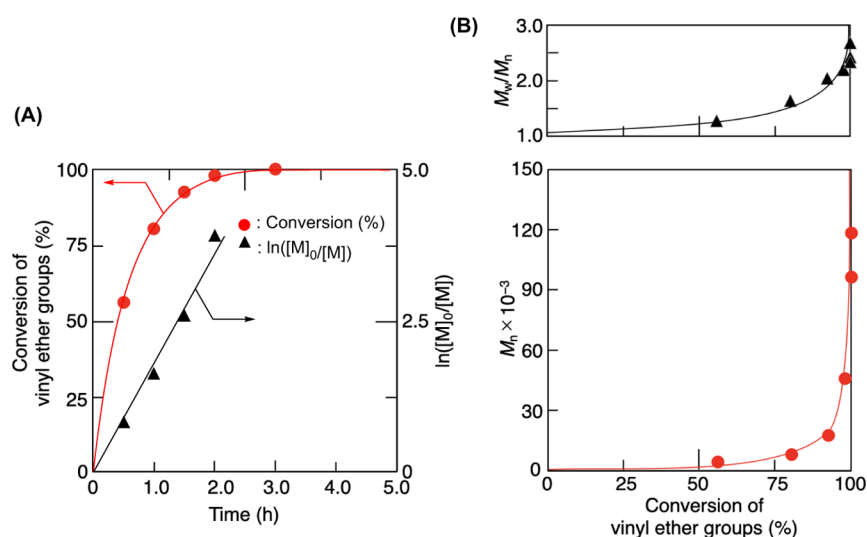 (A)
100
75
50
25
0
Conversion of
vinyl ether groups (%)
0
1.0
2.0
3.0
4.0
5.0
Time (h)
5.0
2.5
0
ln([M]0/[M])
: Conversion (%)
: ln([M]0/[M])
(B)
3.0
2.0
1.0
Mw/Mn
150
120
90
60
30
0
Mn × 10−3
0
25
50
75
100
Conversion of
vinyl ether groups (%)